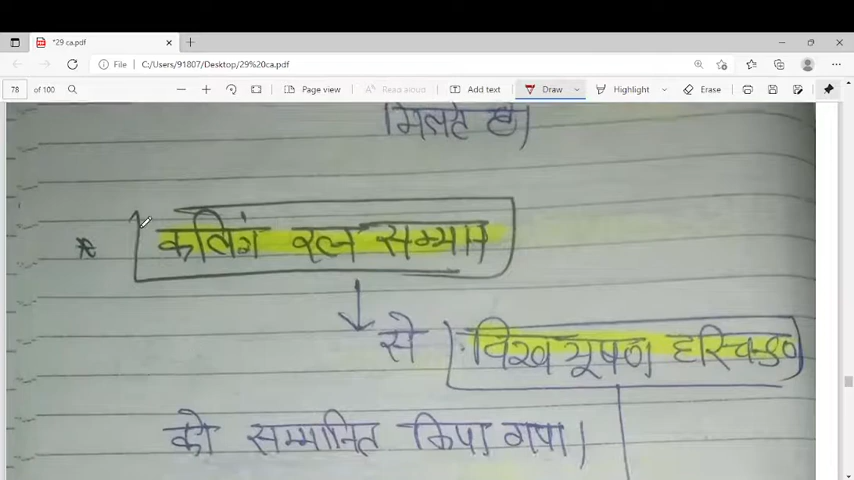 *29 ca.pdf
File | C:/Users/91807/Desktop/29%20ca.pdf
78 of 100 Page view Read aloud Add text Draw Highlight Erase
मिलते है।
* कलिंग रत्न सम्मान
से विश्व भूषण हरिचन्दन
को सम्मानित किया गया।